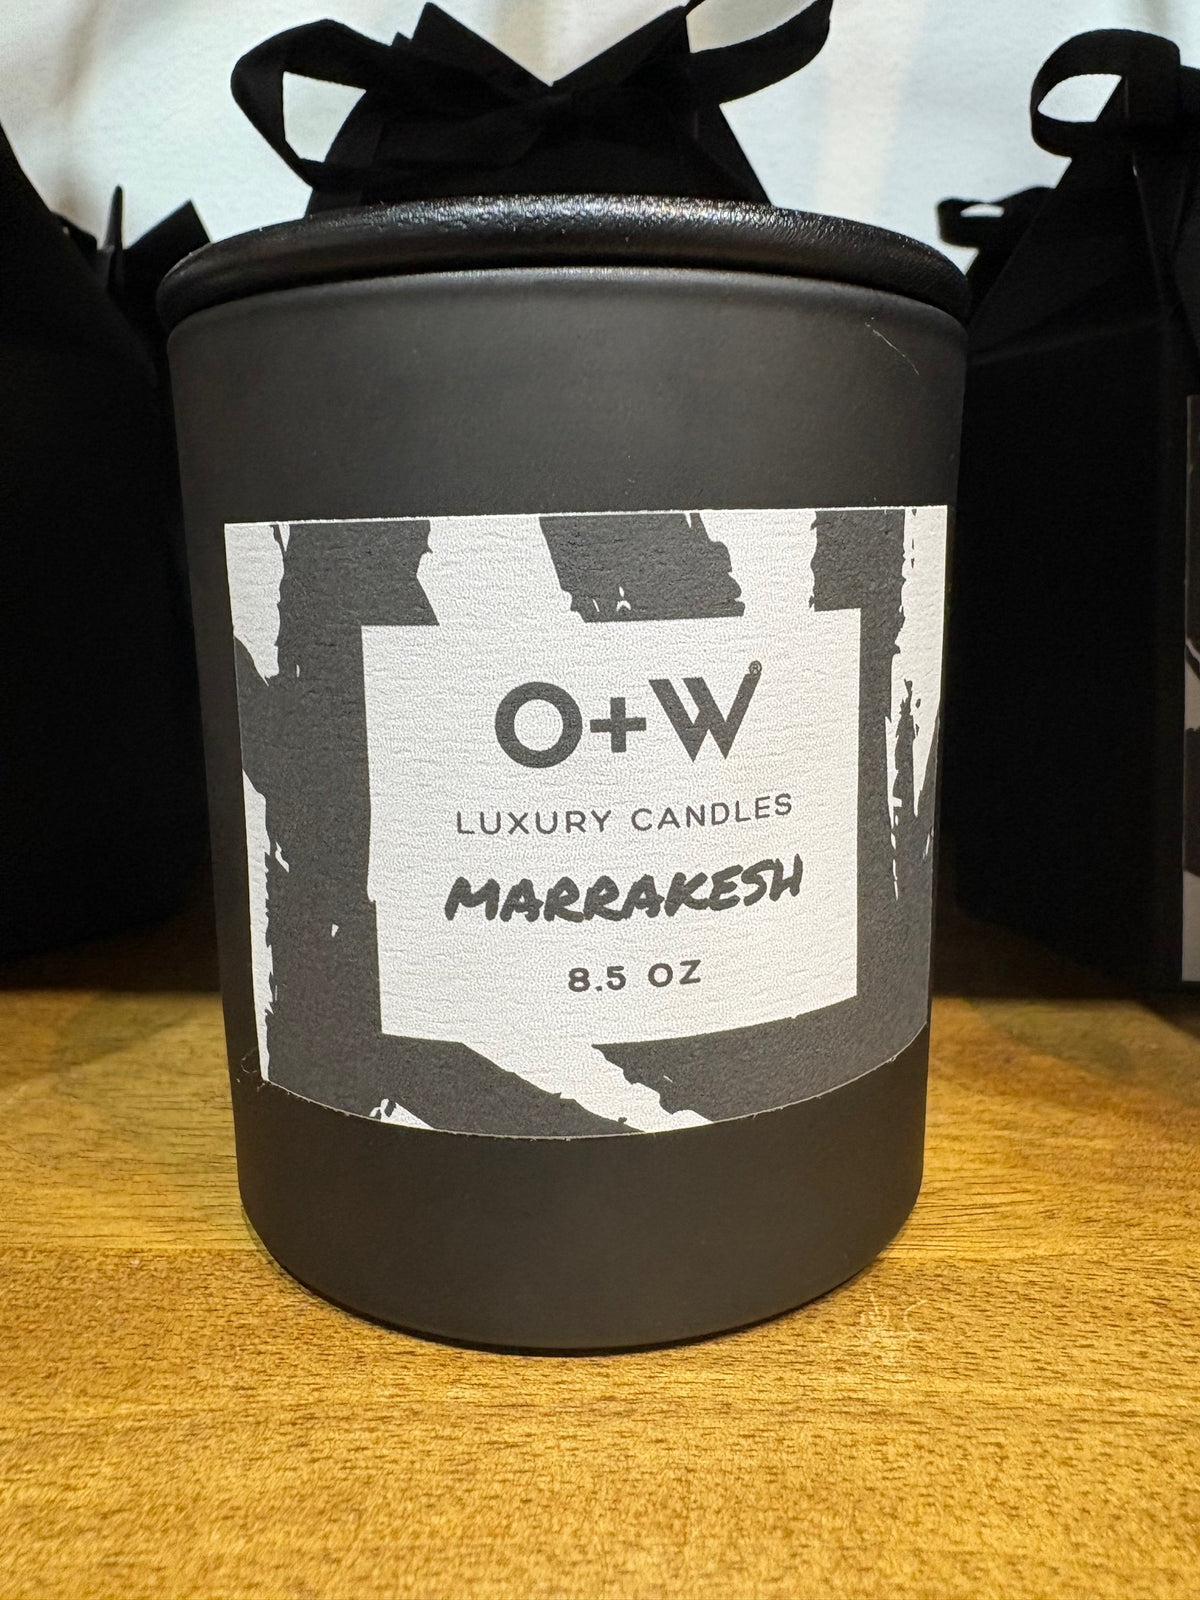 O+W®
LUXURY CANDLES
MARRAKESH
8.5 OZ